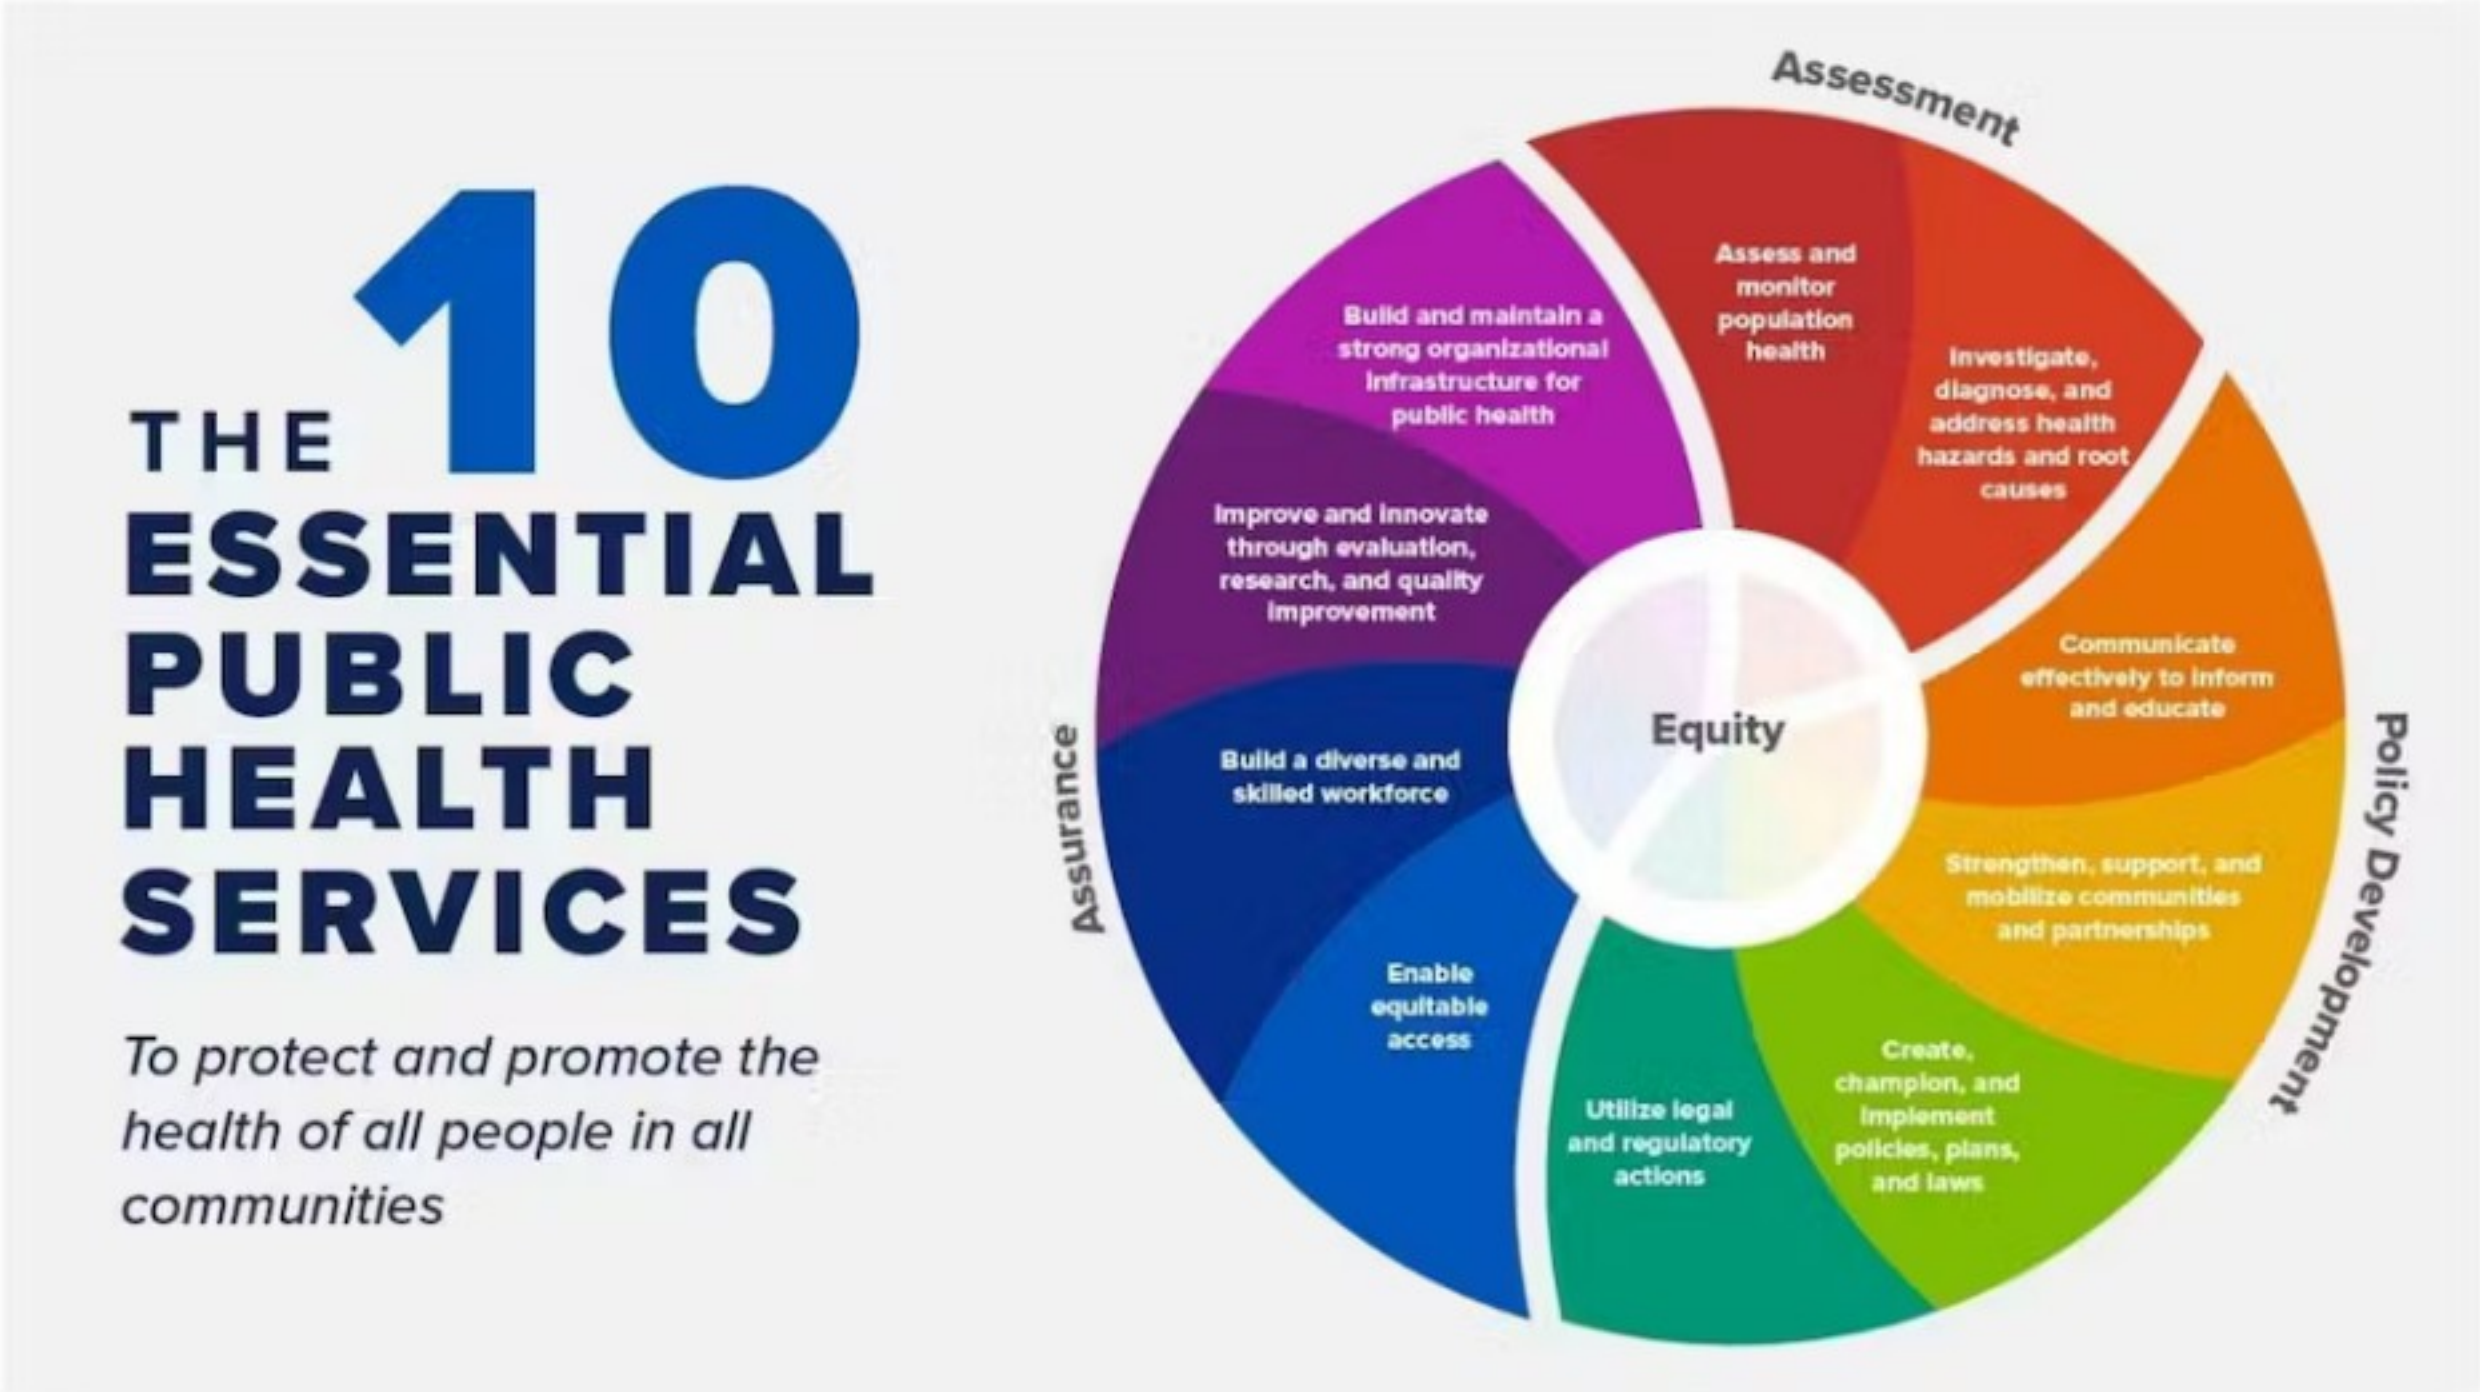 THE 10
ESSENTIAL
PUBLIC
HEALTH
SERVICES
To protect and promote the
health of all people in all
communities
Assessment
Assess and
monitor
population
health
Investigate,
diagnose, and
address health
hazards and root
causes
Policy Development
Communicate
effectively to inform
and educate
Strengthen, support, and
mobilize communities
and partnerships
Create,
champion, and
implement
policies, plans,
and laws
Utilize legal
and regulatory
actions
Assurance
Enable
equitable
access
Build a diverse and
skilled workforce
Improve and innovate
through evaluation,
research, and quality
improvement
Build and maintain a
strong organizational
infrastructure for
public health
Equity